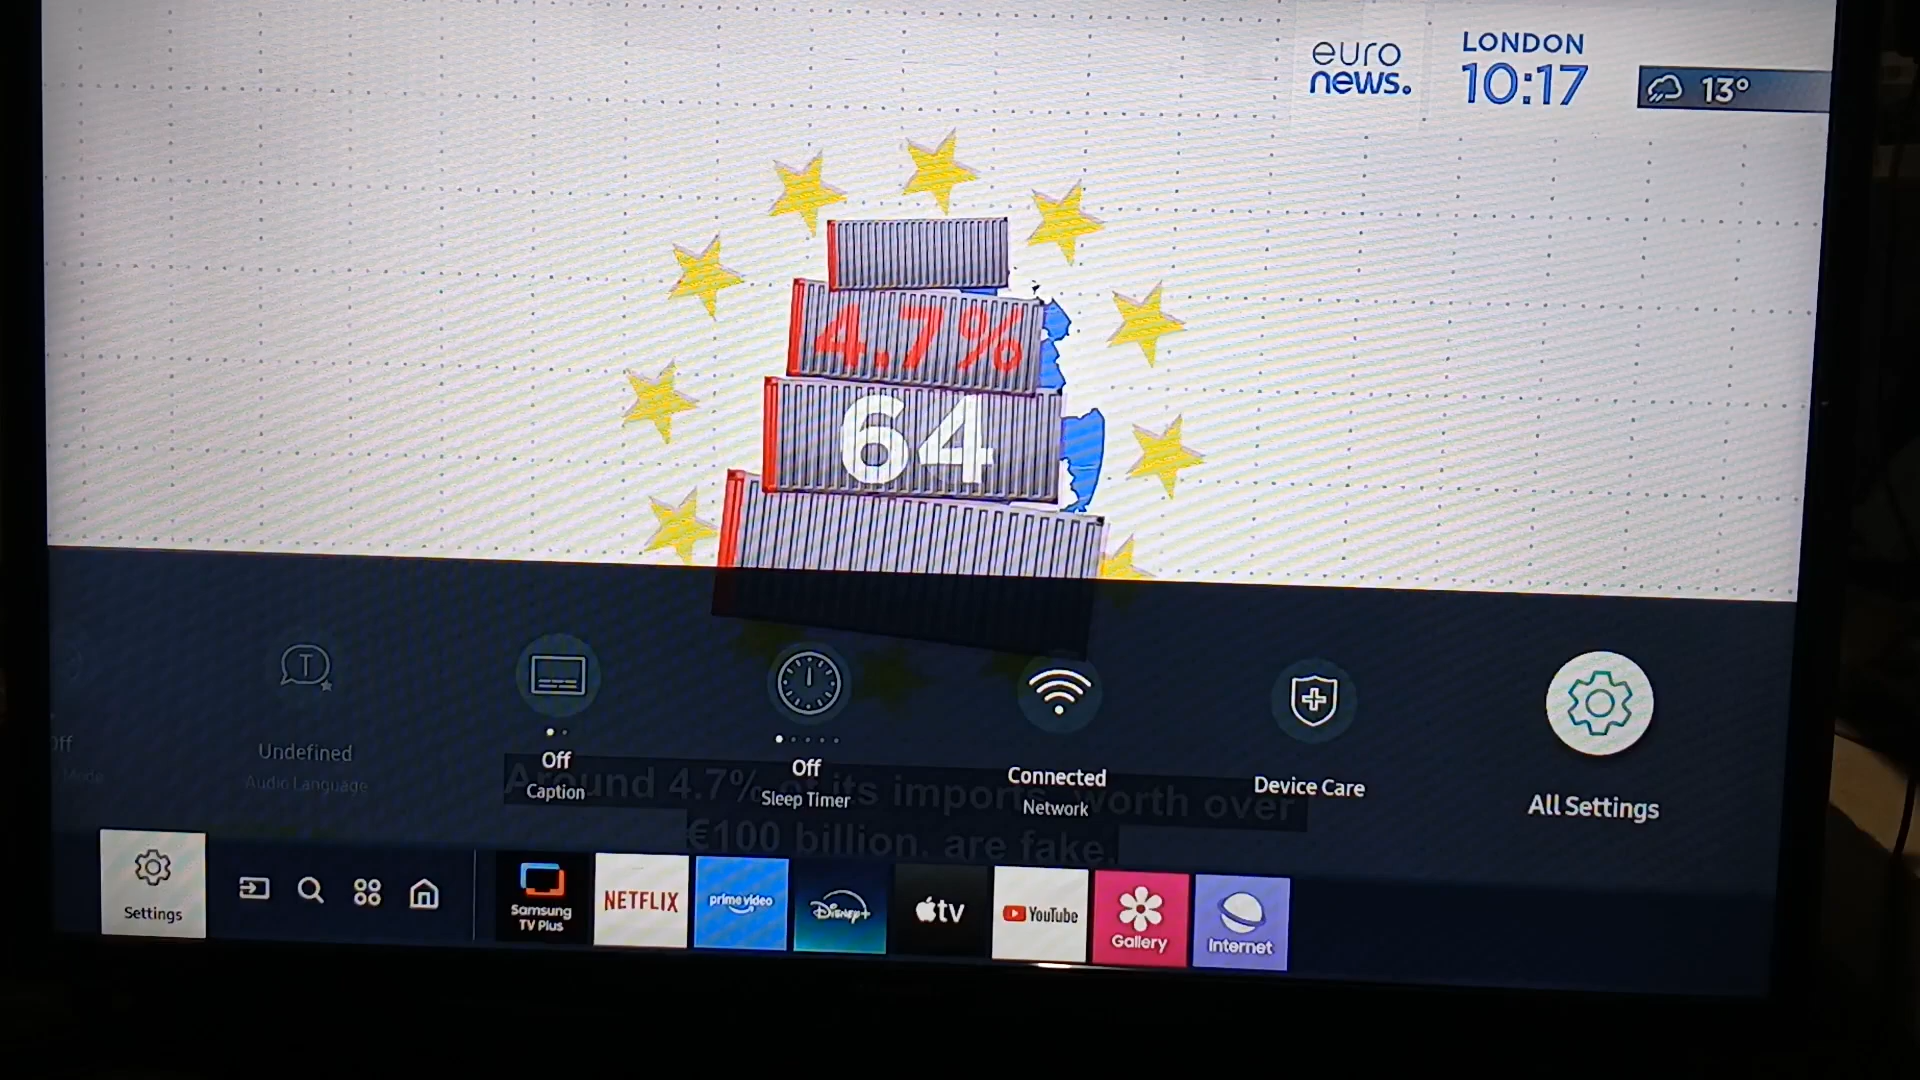 euro
news.
LONDON
10:17
13°
4.7%
64
Undefined
Audio Language
Off
Caption
Off
Sleep Timer
Connected
Network
Device Care
All Settings
Around 4.7% its imports worth over
€100 billion, are fake.
Settings
Samsung
TV Plus
NETFLIX
prime video
Disney+
tv
YouTube
Gallery
Internet